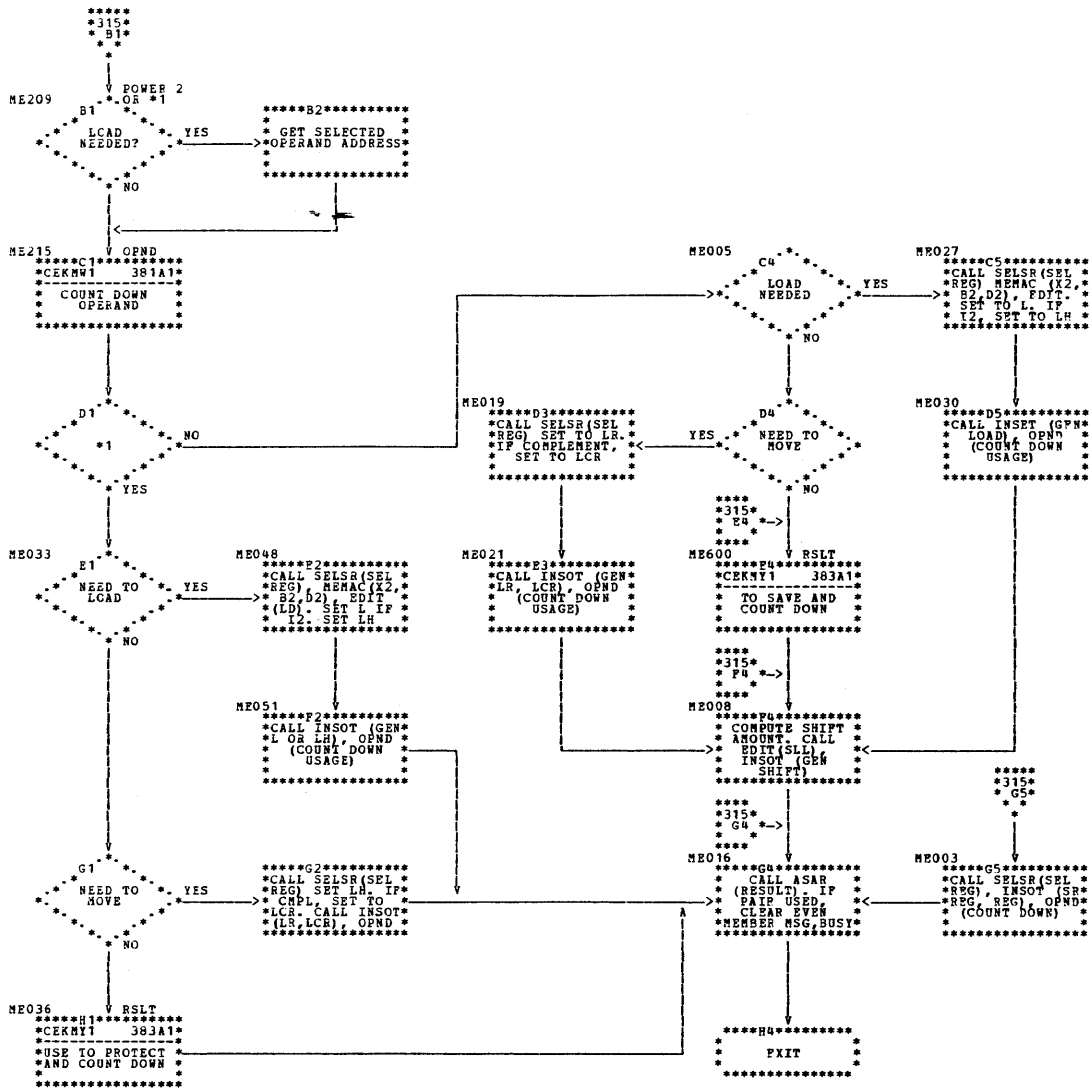 315
B1
POWER 2
OR *1
ME209
B1
LOAD
NEEDED?
YES
NO
B2
GET SELECTED
OPERAND ADDRESS
ME215
OPND
C1
CEKMW1 381A1
COUNT DOWN
OPERAND
ME005
C4
LOAD
NEEDED
YES
NO
ME027
C5
CALL SELSR(SEL
REG) MEMAC (X2,
B2,D2), EDIT.
SET TO L. IF
I2, SET TO LH
D1
*1
NO
YES
ME019
D3
CALL SELSR(SEL
REG) SET TO LR.
IF COMPLEMENT,
SET TO LCR
D4
NEED TO
MOVE
YES
NO
ME030
D5
CALL INSET (GEN
LOAD), OPND
(COUNT DOWN
USAGE)
315
E4
ME033
E1
NEED TO
LOAD
YES
NO
ME048
E2
CALL SELSR(SEL
REG), MEMAC(X2,
B2,D2), EDIT
(LD). SET L IF
I2. SET LH
ME021
E3
CALL INSOT (GEN
LR, LCR), OPND
(COUNT DOWN
USAGE)
ME600
RSLT
E4
CEKMY1 383A1
TO SAVE AND
COUNT DOWN
315
F4
ME051
F2
CALL INSOT (GEN
L OR LH), OPND
(COUNT DOWN
USAGE)
ME008
F4
COMPUTE SHIFT
AMOUNT. CALL
EDIT(SLL),
INSOT (GEN
SHIFT)
315
G5
315
G4
G1
NEED TO
MOVE
YES
NO
G2
CALL SELSR(SEL
REG) SET LH. IF
CMPL, SET TO
LCR. CALL INSOT
(LR,LCR), OPND
ME016
G4
CALL ASAR
(RESULT). IF
PAIR USED,
CLEAR EVEN
MEMBER MSG,BUSY
ME003
G5
CALL SELSR(SEL
REG), INSOT (SR
REG, REG), OPND
(COUNT DOWN)
ME036
RSLT
H1
CEKMY1 383A1
USE TO PROTECT
AND COUNT DOWN
H4
EXIT